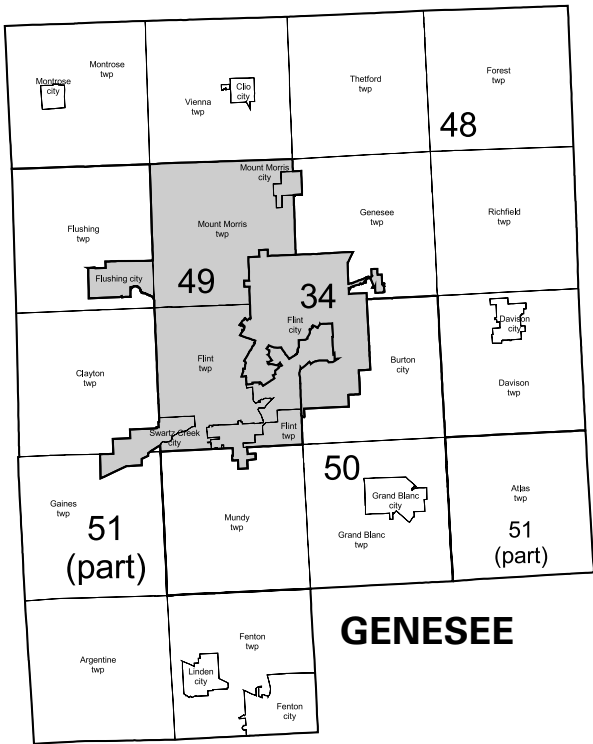 Montrose
twp
Montrose
city
Vienna
twp
Clio
city
Thetford
twp
Forest
twp
48
Mount Morris
city
Flushing
twp
Mount Morris
twp
Genesee
twp
Richfield
twp
Flushing city
49
34
Flint
city
Davison
city
Clayton
twp
Flint
twp
Burton
city
Davison
twp
Swartz Creek
city
Flint
twp
50
Gaines
twp
51
(part)
Mundy
twp
Grand Blanc
city
Grand Blanc
twp
Atlas
twp
51
(part)
GENESEE
Argentine
twp
Fenton
twp
Linden
city
Fenton
city